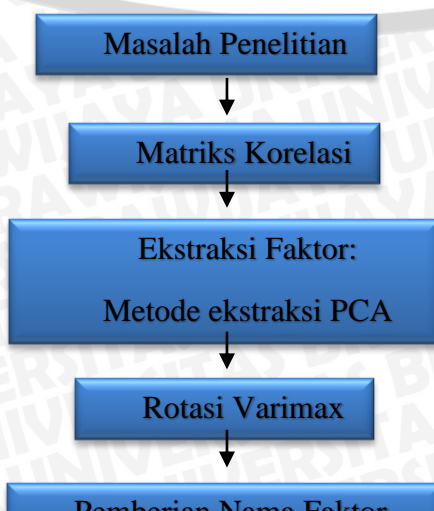 Masalah Penelitian
Matriks Korelasi
Ekstraksi Faktor:
Metode ekstraksi PCA
Rotasi Varimax
Pemberian Nama Faktor